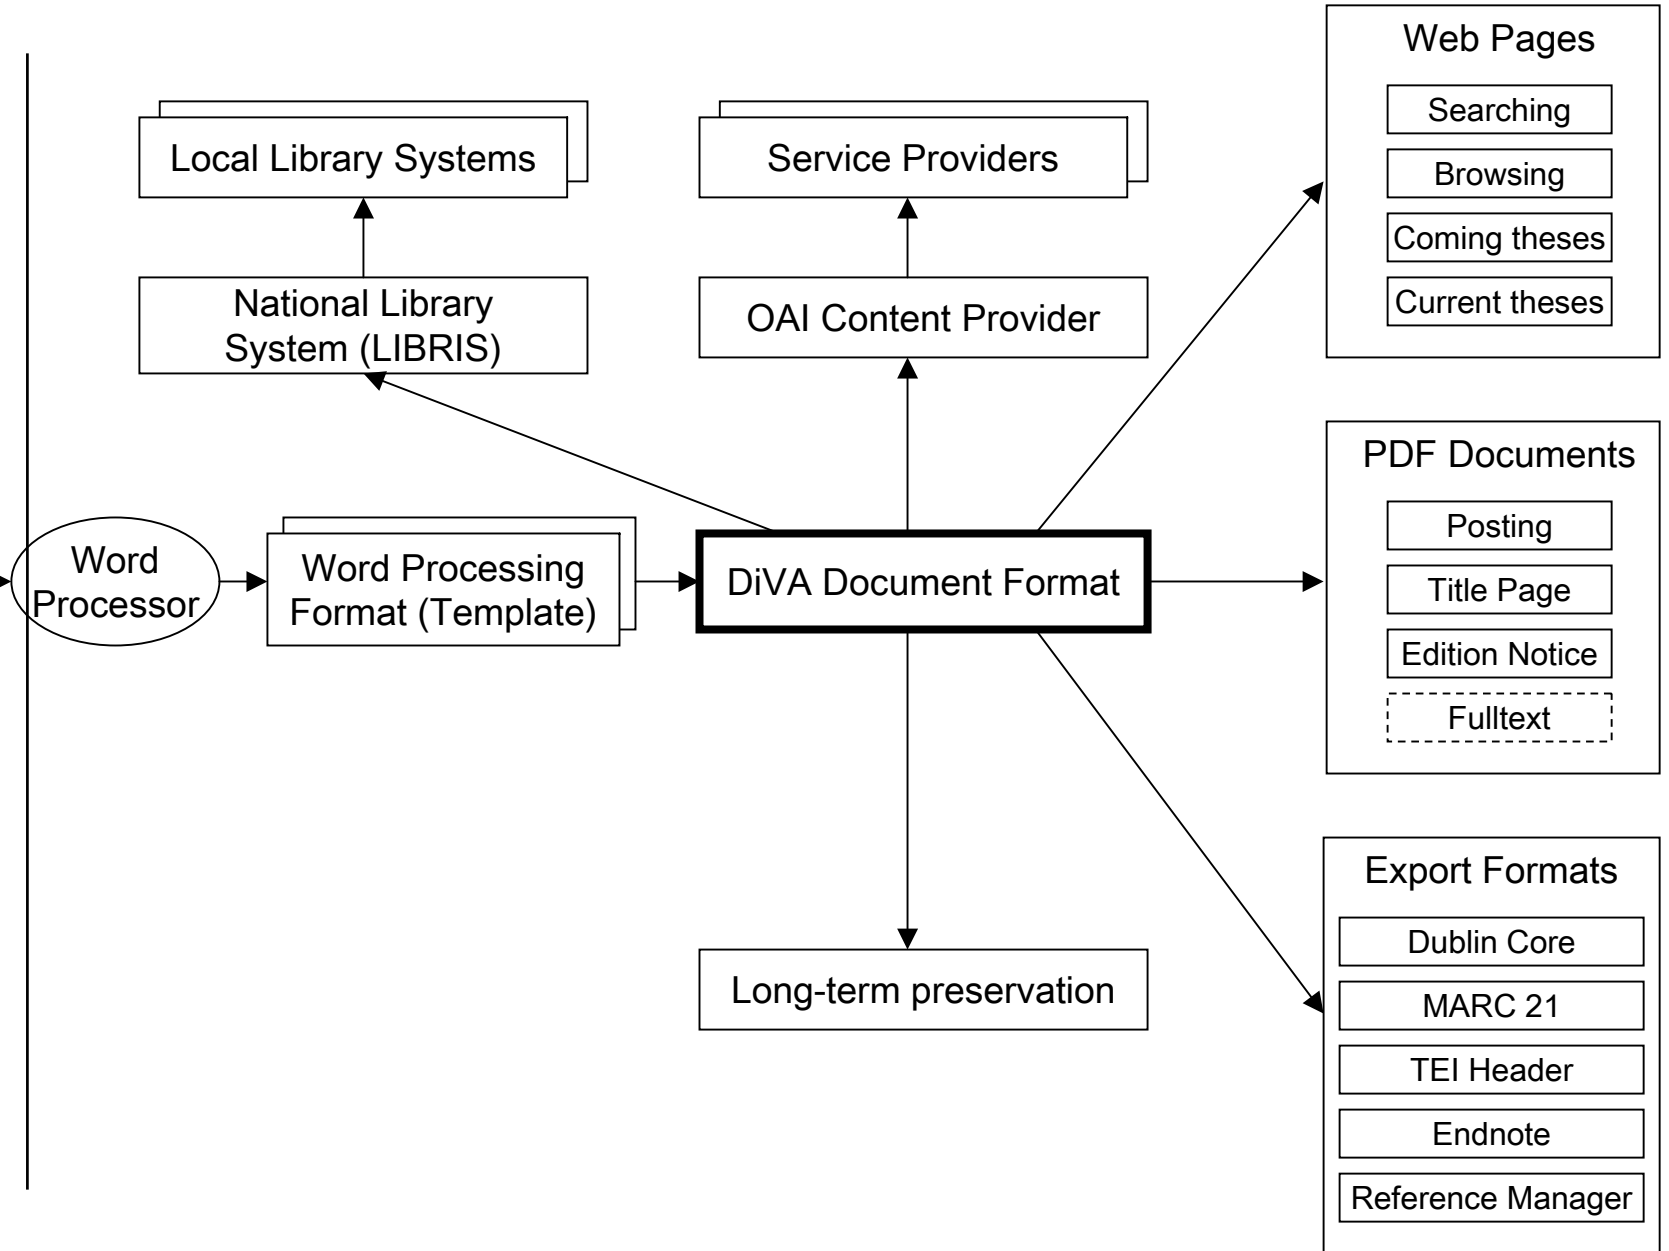 Web Pages
Searching
Browsing
Coming theses
Current theses
Local Library Systems
Service Providers
National Library
System (LIBRIS)
OAI Content Provider
PDF Documents
Posting
Title Page
Edition Notice
Fulltext
Word
Processor
Word Processing
Format (Template)
DiVA Document Format
Long-term preservation
Export Formats
Dublin Core
MARC 21
TEI Header
Endnote
Reference Manager